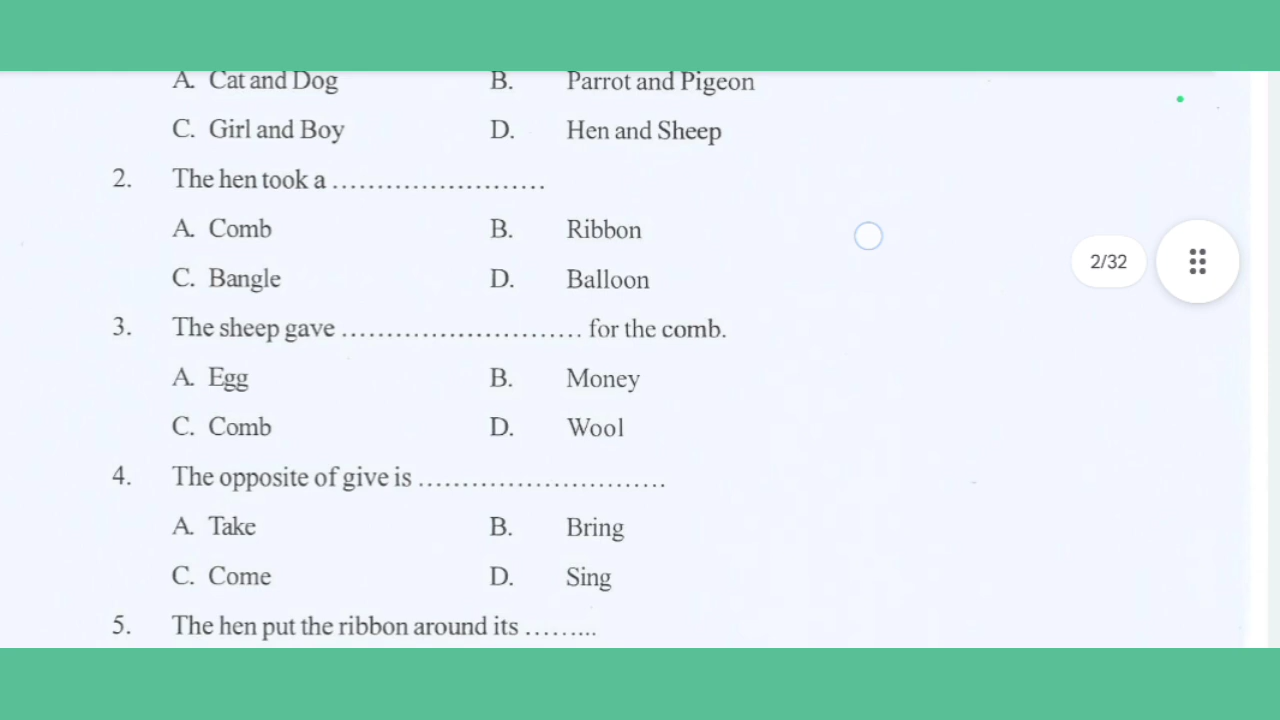 A. Cat and Dog B. Parrot and Pigeon
C. Girl and Boy D. Hen and Sheep
2. The hen took a ........................
A. Comb B. Ribbon
C. Bangle D. Balloon
2/32
3. The sheep gave ........................... for the comb.
A. Egg B. Money
C. Comb D. Wool
4. The opposite of give is ............................
A. Take B. Bring
C. Come D. Sing
5. The hen put the ribbon around its .........